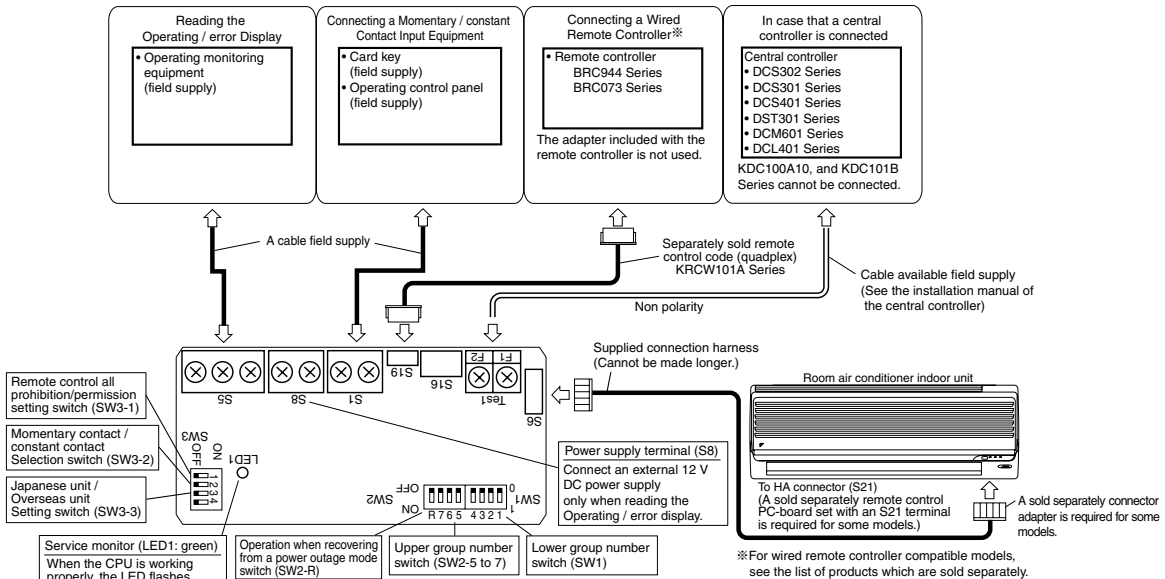 Reading the
Operating / error Display
• Operating monitoring
equipment
(field supply)
Connecting a Momentary / constant
Contact Input Equipment
• Card key
(field supply)
• Operating control panel
(field supply)
Connecting a Wired
Remote Controller※
• Remote controller
BRC944 Series
BRC073 Series
The adapter included with the
remote controller is not used.
In case that a central
controller is connected
Central controller
• DCS302 Series
• DCS301 Series
• DCS401 Series
• DST301 Series
• DCM601 Series
• DCL401 Series
KDC100A10, and KDC101B
Series cannot be connected.
A cable field supply
Separately sold remote
control code (quadplex)
KRCW101A Series
Non polarity
Cable available field supply
(See the installation manual of
the central controller)
Supplied connection harness
(Cannot be made longer.)
Room air conditioner indoor unit
S5
S8
S1
S19
S16
F2
F1
Tes1
S6
Remote control all
prohibition/permission
setting switch (SW3-1)
Momentary contact /
constant contact
Selection switch (SW3-2)
Japanese unit /
Overseas unit
Setting switch (SW3-3)
SW3
OFF
ON
1 2 3 4
LED1
SW2
OFF
ON
R 7 6 5 4 3 2 1
0
1
SW1
Power supply terminal (S8)
Connect an external 12 V
DC power supply
only when reading the
Operating / error display.
To HA connector (S21)
(A sold separately remote control
PC-board set with an S21 terminal
is required for some models.)
A sold separately connector
adapter is required for some
models.
Service monitor (LED1: green)
When the CPU is working
properly, the LED flashes
Operation when recovering
from a power outage mode
switch (SW2-R)
Upper group number
switch (SW2-5 to 7)
Lower group number
switch (SW1)
※For wired remote controller compatible models,
see the list of products which are sold separately.